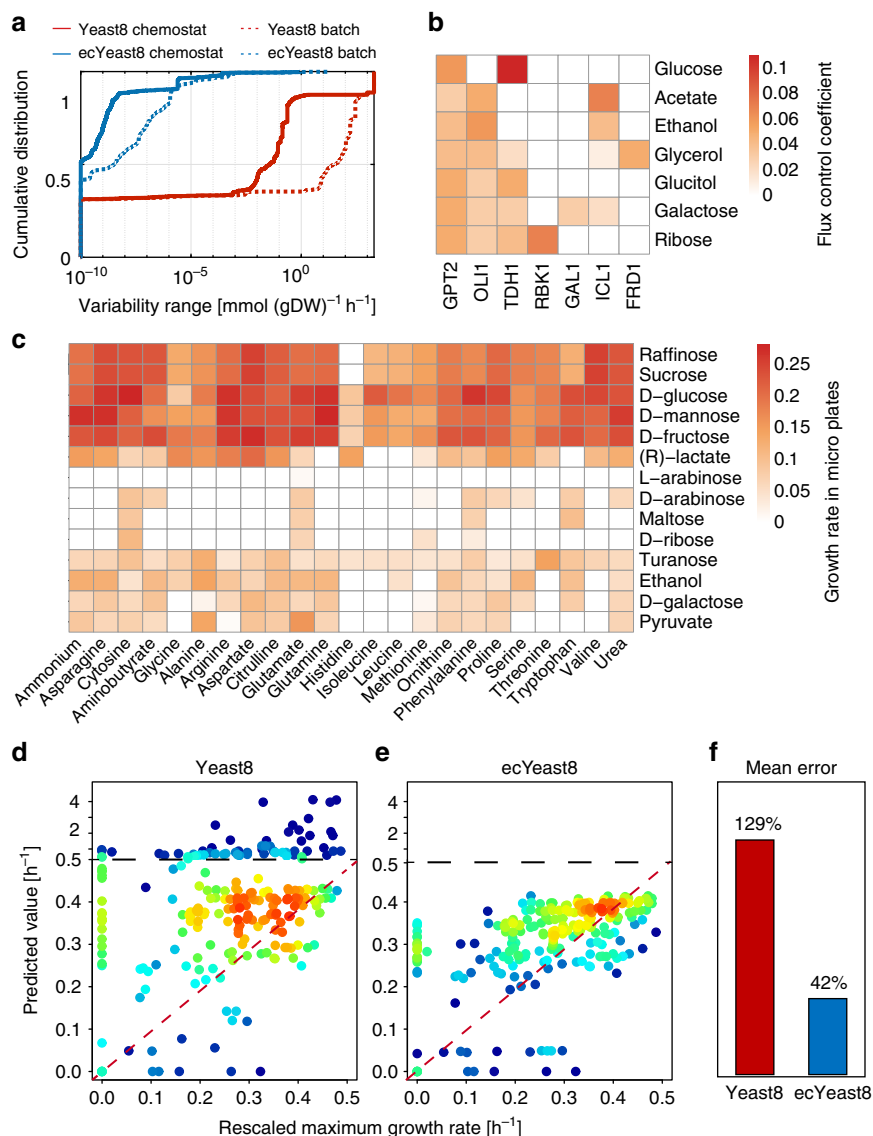 a
Yeast8 chemostat
Yeast8 batch
ecYeast8 chemostat
ecYeast8 batch
Cumulative distribution
1
0.5
0
10⁻¹⁰
10⁻⁵
10⁰
Variability range [mmol (gDW)⁻¹ h⁻¹]
b
Glucose
Acetate
Ethanol
Glycerol
Glucitol
Galactose
Ribose
GPT2
OLI1
TDH1
RBK1
GAL1
ICL1
FRD1
0.1
0.08
0.06
0.04
0.02
0
Flux control coefficient
c
Raffinose
Sucrose
D−glucose
D−mannose
D−fructose
(R)−lactate
L−arabinose
D−arabinose
Maltose
D−ribose
Turanose
Ethanol
D−galactose
Pyruvate
Ammonium
Asparagine
Cytosine
Aminobutyrate
Glycine
Alanine
Arginine
Aspartate
Citrulline
Glutamate
Glutamine
Histidine
Isoleucine
Leucine
Methionine
Ornithine
Phenylalanine
Proline
Serine
Threonine
Tryptophan
Valine
Urea
0.25
0.2
0.15
0.1
0.05
0
Growth rate in micro plates
d
Yeast8
4
2
0.5
0.4
0.3
0.2
0.1
0.0
Predicted value [h⁻¹]
0.0 0.1 0.2 0.3 0.4 0.5
e
ecYeast8
4
2
0.5
0.4
0.3
0.2
0.1
0.0
0.0 0.1 0.2 0.3 0.4 0.5
Rescaled maximum growth rate [h⁻¹]
f
Mean error
129%
42%
Yeast8 ecYeast8